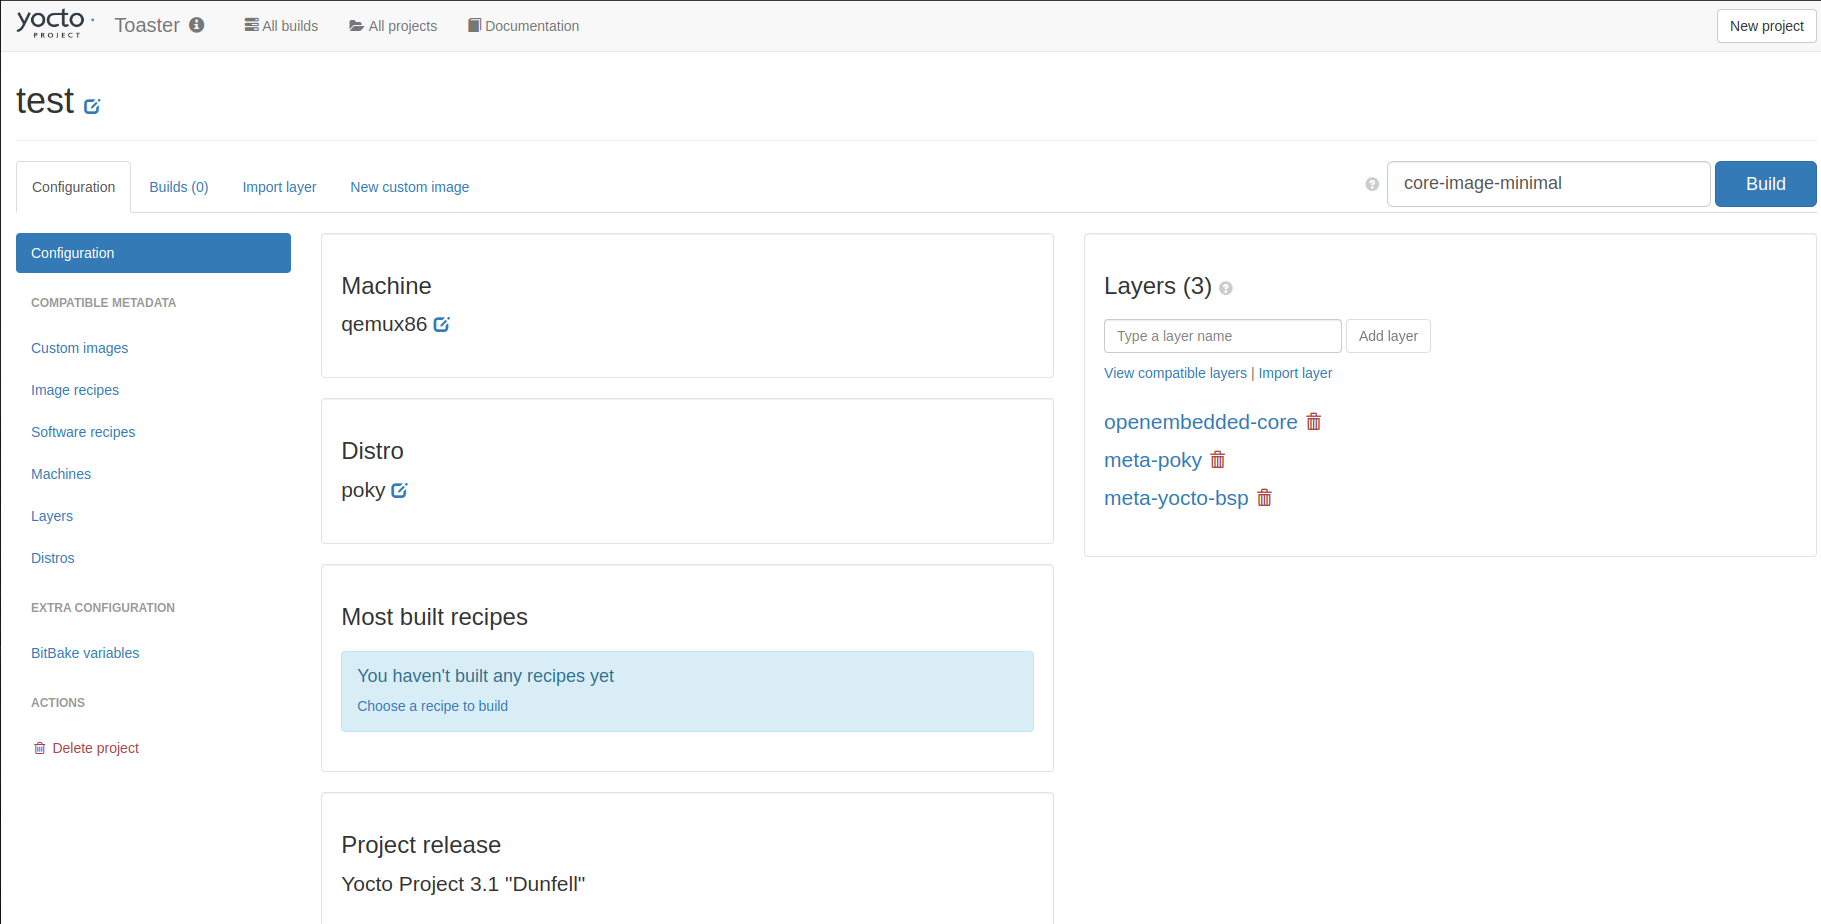 yocto PROJECT Toaster All builds All projects Documentation New project
test
Configuration Builds (0) Import layer New custom image core-image-minimal Build
Configuration
COMPATIBLE METADATA
Custom images
Image recipes
Software recipes
Machines
Layers
Distros
EXTRA CONFIGURATION
BitBake variables
ACTIONS
Delete project
Machine
qemux86
Distro
poky
Most built recipes
You haven't built any recipes yet
Choose a recipe to build
Project release
Yocto Project 3.1 "Dunfell"
Layers (3)
Type a layer name Add layer
View compatible layers | Import layer
openembedded-core
meta-poky
meta-yocto-bsp